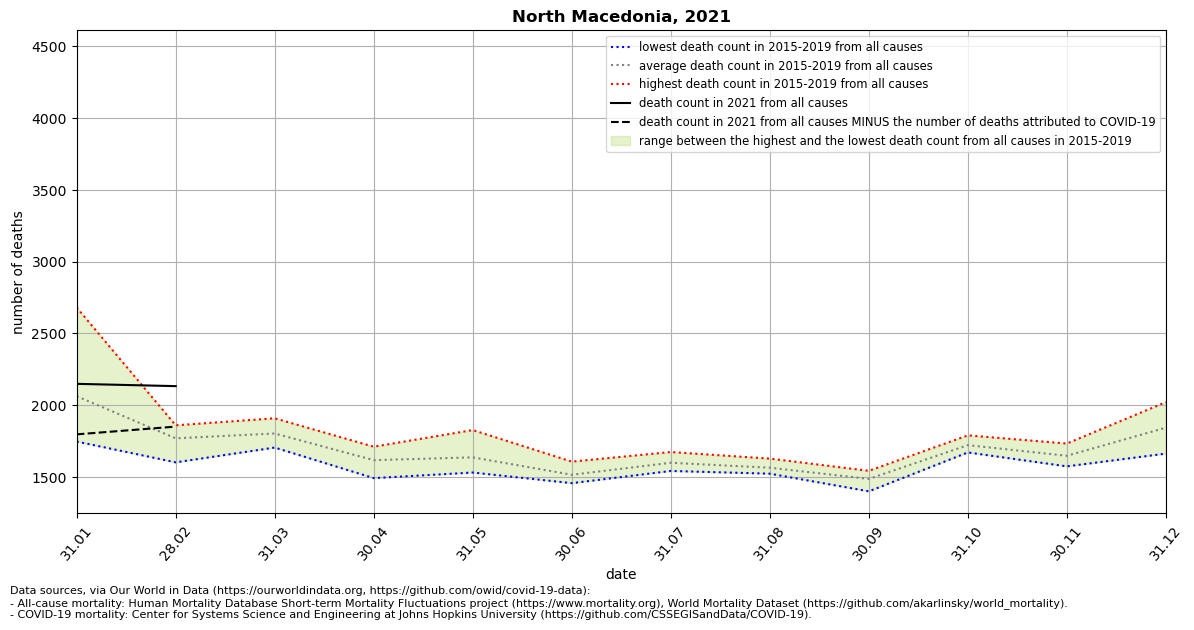 North Macedonia, 2021
lowest death count in 2015-2019 from all causes
average death count in 2015-2019 from all causes
highest death count in 2015-2019 from all causes
death count in 2021 from all causes
death count in 2021 from all causes MINUS the number of deaths attributed to COVID-19
range between the highest and the lowest death count from all causes in 2015-2019
number of deaths
4500
4000
3500
3000
2500
2000
1500
31.01
28.02
31.03
30.04
31.05
30.06
31.07
31.08
30.09
31.10
30.11
31.12
date
Data sources, via Our World in Data (https://ourworldindata.org, https://github.com/owid/covid-19-data):
- All-cause mortality: Human Mortality Database Short-term Mortality Fluctuations project (https://www.mortality.org), World Mortality Dataset (https://github.com/akarlinsky/world_mortality).
- COVID-19 mortality: Center for Systems Science and Engineering at Johns Hopkins University (https://github.com/CSSEGISandData/COVID-19).